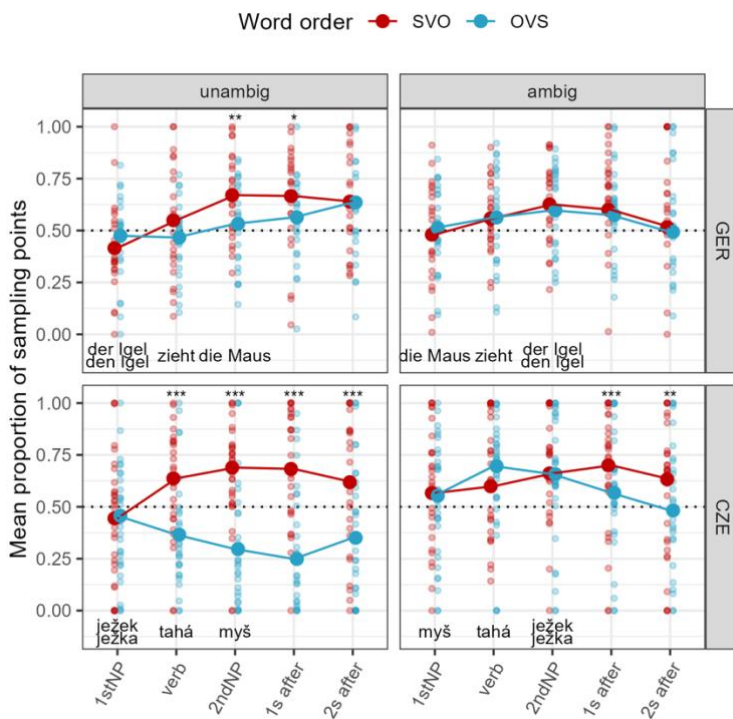 Word order SVO OVS
unambig ambig
Mean proportion of sampling points
** *
1.00
0.75
0.50
0.25
0.00
der Igel
den Igel zieht die Maus
die Maus zieht der Igel
den Igel
GER
*** *** *** ***
*** **
1.00
0.75
0.50
0.25
0.00
ježek
ježka tahá myš
myš tahá ježek
ježka
CZE
1stNP verb 2ndNP 1s after 2s after
1stNP verb 2ndNP 1s after 2s after